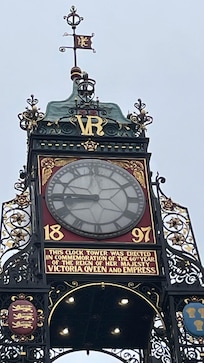 VR
18 97
THIS CLOCK TOWER WAS ERECTED
IN COMMEMORATION OF THE 60TH YEAR
OF THE REIGN OF HER MAJESTY
VICTORIA QUEEN AND EMPRESS